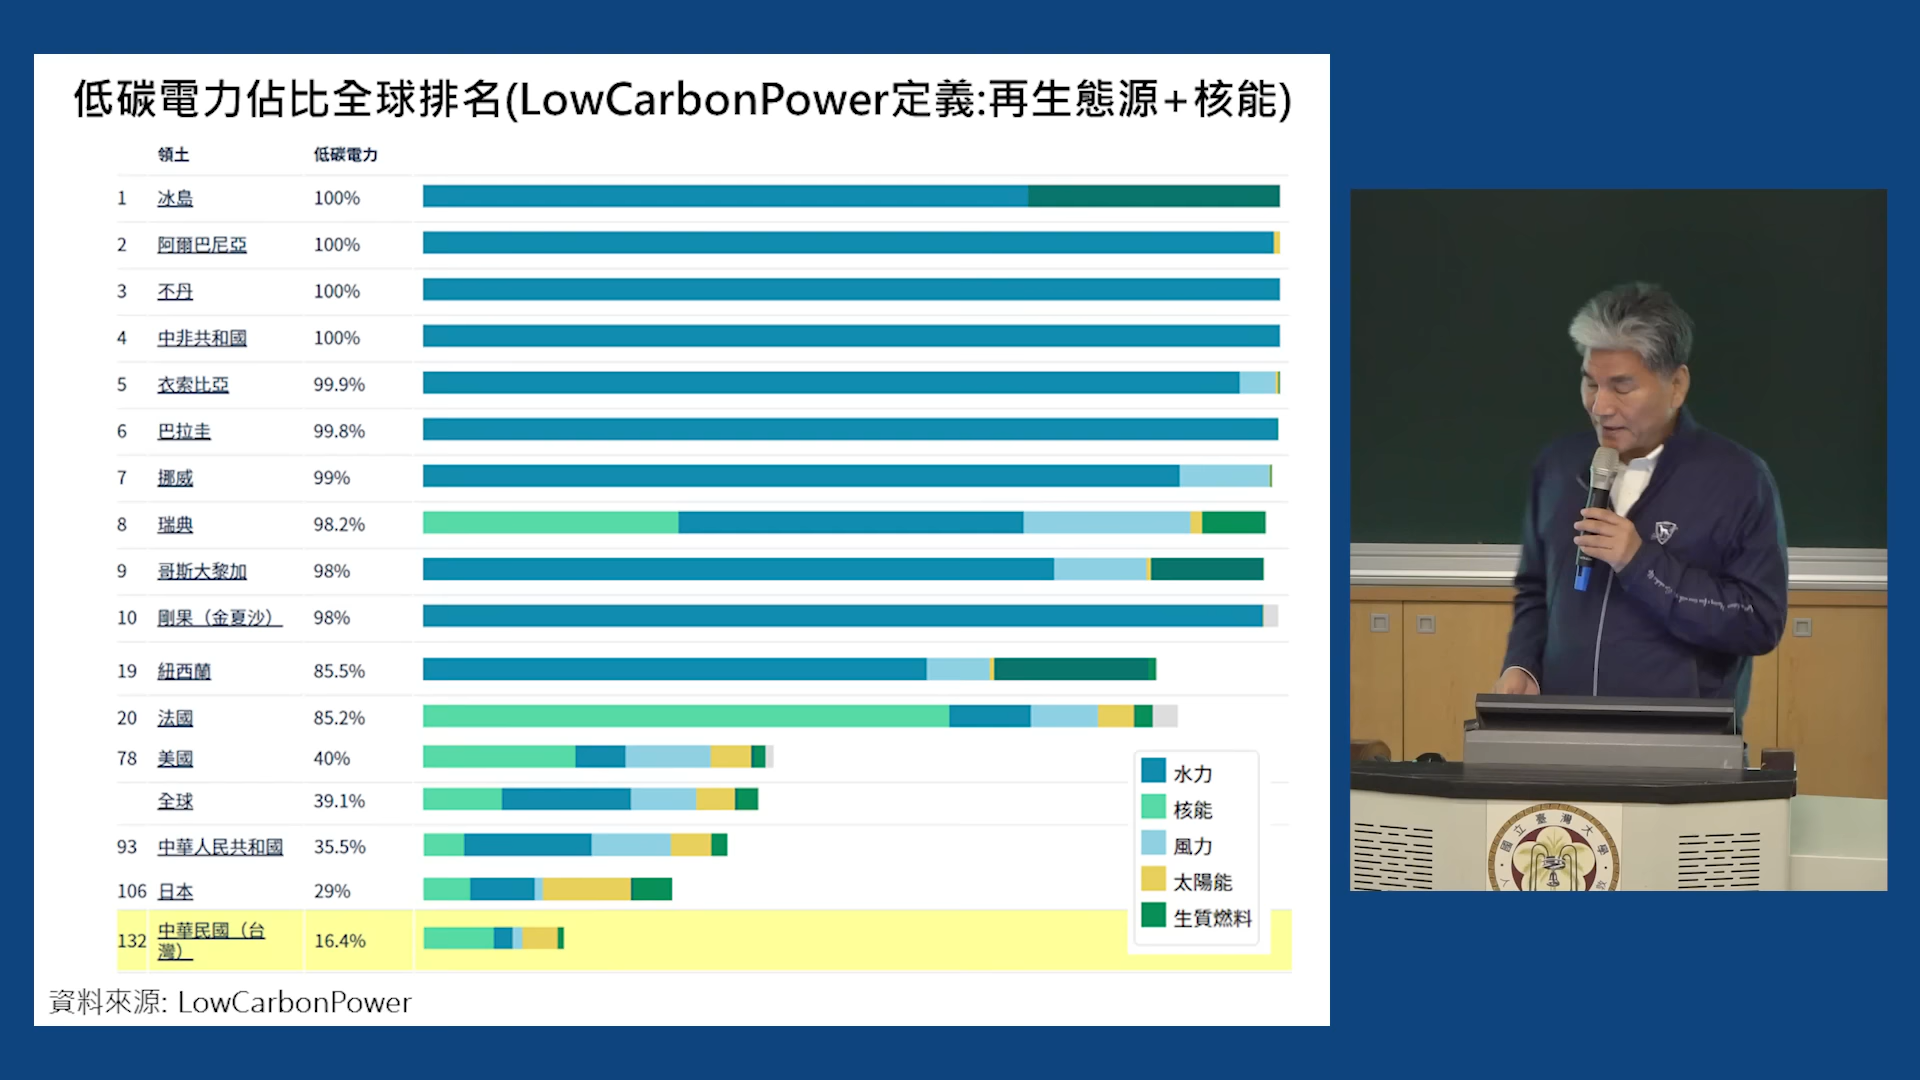 低碳電力佔比全球排名(LowCarbonPower定義:再生態源+核能)
領土 低碳電力
1 冰島 100%
2 阿爾巴尼亞 100%
3 不丹 100%
4 中非共和國 100%
5 衣索比亞 99.9%
6 巴拉圭 99.8%
7 挪威 99%
8 瑞典 98.2%
9 哥斯大黎加 98%
10 剛果（金夏沙） 98%
19 紐西蘭 85.5%
20 法國 85.2%
78 美國 40%
全球 39.1%
93 中華人民共和國 35.5%
106 日本 29%
132 中華民國（台灣） 16.4%
水力
核能
風力
太陽能
生質燃料
資料來源: LowCarbonPower
國立臺灣大學